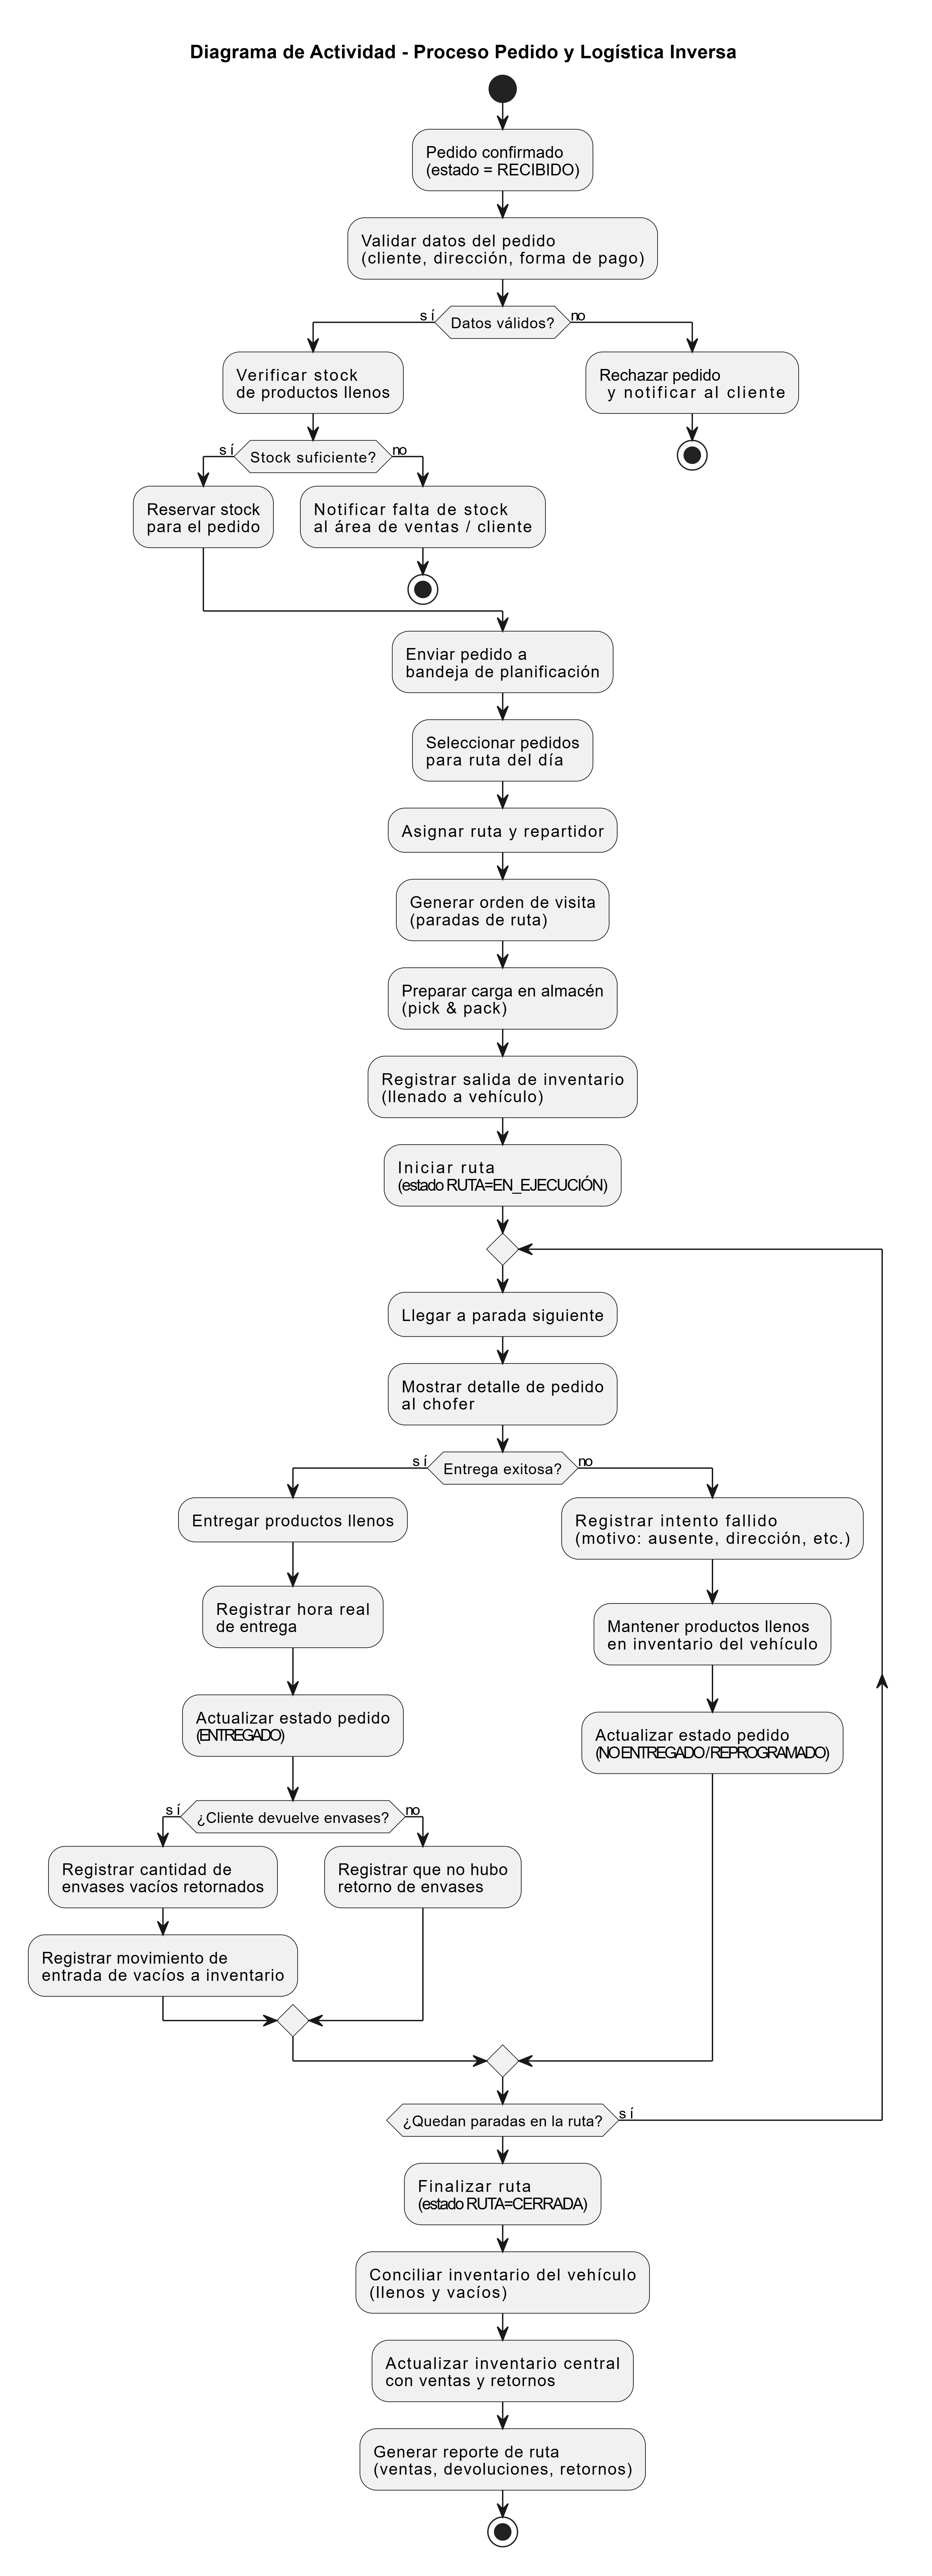 Diagrama de Actividad - Proceso Pedido y Logística Inversa
Pedido confirmado
(estado = RECIBIDO)
Validar datos del pedido
(cliente, dirección, forma de pago)
sí
Datos válidos?
no
Verificar stock
de productos llenos
Rechazar pedido
y notificar al cliente
sí
Stock suficiente?
no
Reservar stock
para el pedido
Notificar falta de stock
al área de ventas / cliente
Enviar pedido a
bandeja de planificación
Seleccionar pedidos
para ruta del día
Asignar ruta y repartidor
Generar orden de visita
(paradas de ruta)
Preparar carga en almacén
(pick & pack)
Registrar salida de inventario
(llenado a vehículo)
Iniciar ruta
(estado RUTA=EN_EJECUCIÓN)
Llegar a parada siguiente
Mostrar detalle de pedido
al chofer
sí
Entrega exitosa?
no
Entregar productos llenos
Registrar intento fallido
(motivo: ausente, dirección, etc.)
Registrar hora real
de entrega
Mantener productos llenos
en inventario del vehículo
Actualizar estado pedido
(ENTREGADO)
Actualizar estado pedido
(NO ENTREGADO / REPROGRAMADO)
sí
¿Cliente devuelve envases?
no
Registrar cantidad de
envases vacíos retornados
Registrar que no hubo
retorno de envases
Registrar movimiento de
entrada de vacíos a inventario
¿Quedan paradas en la ruta?
sí
Finalizar ruta
(estado RUTA=CERRADA)
Conciliar inventario del vehículo
(llenos y vacíos)
Actualizar inventario central
con ventas y retornos
Generar reporte de ruta
(ventas, devoluciones, retornos)